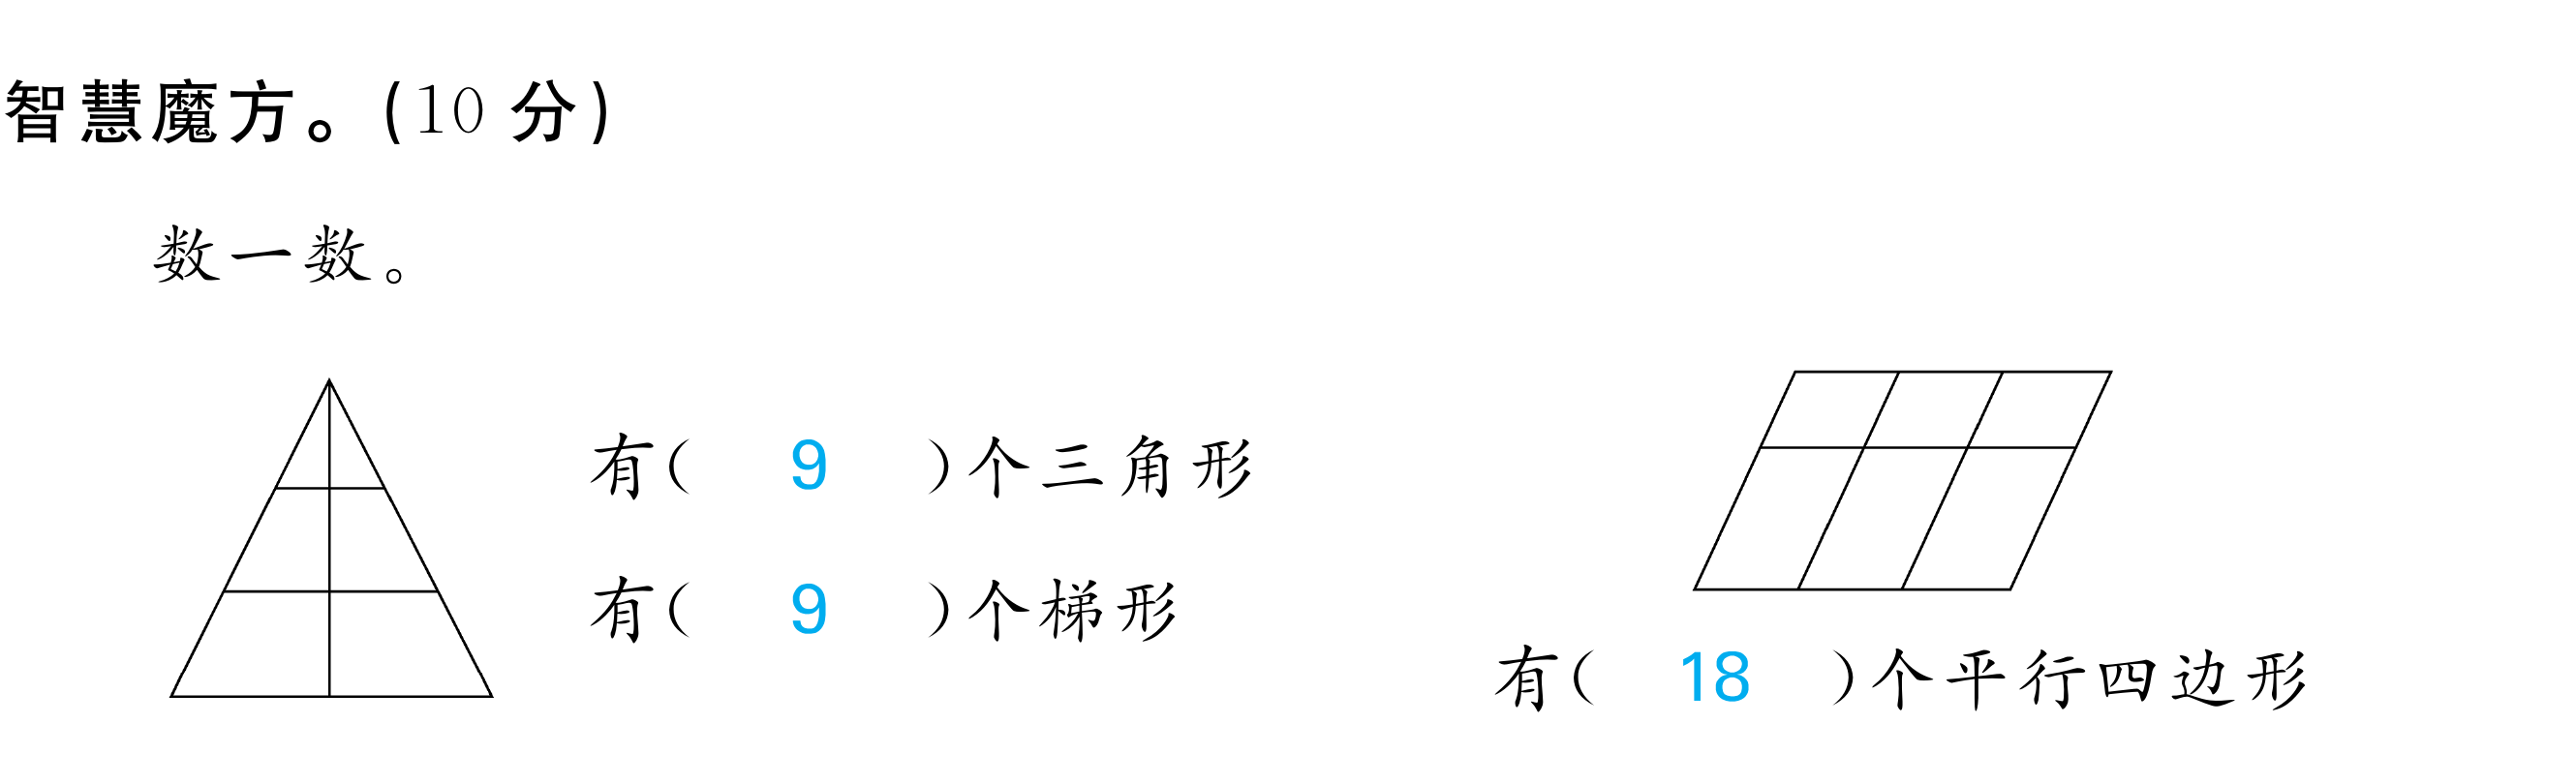 智慧魔方。(10 分)
数一数。
有( 9 )个三角形
有( 9 )个梯形
有( 18 )个平行四边形